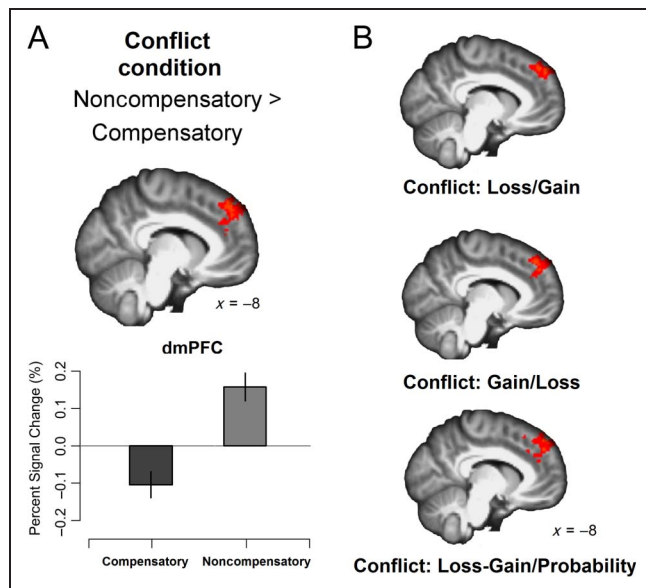 A
Conflict
condition
Noncompensatory >
Compensatory
x = –8
dmPFC
Percent Signal Change (%)
0.2
0.1
0.0
–0.1
–0.2
Compensatory
Noncompensatory
B
Conflict: Loss/Gain
Conflict: Gain/Loss
x = –8
Conflict: Loss-Gain/Probability